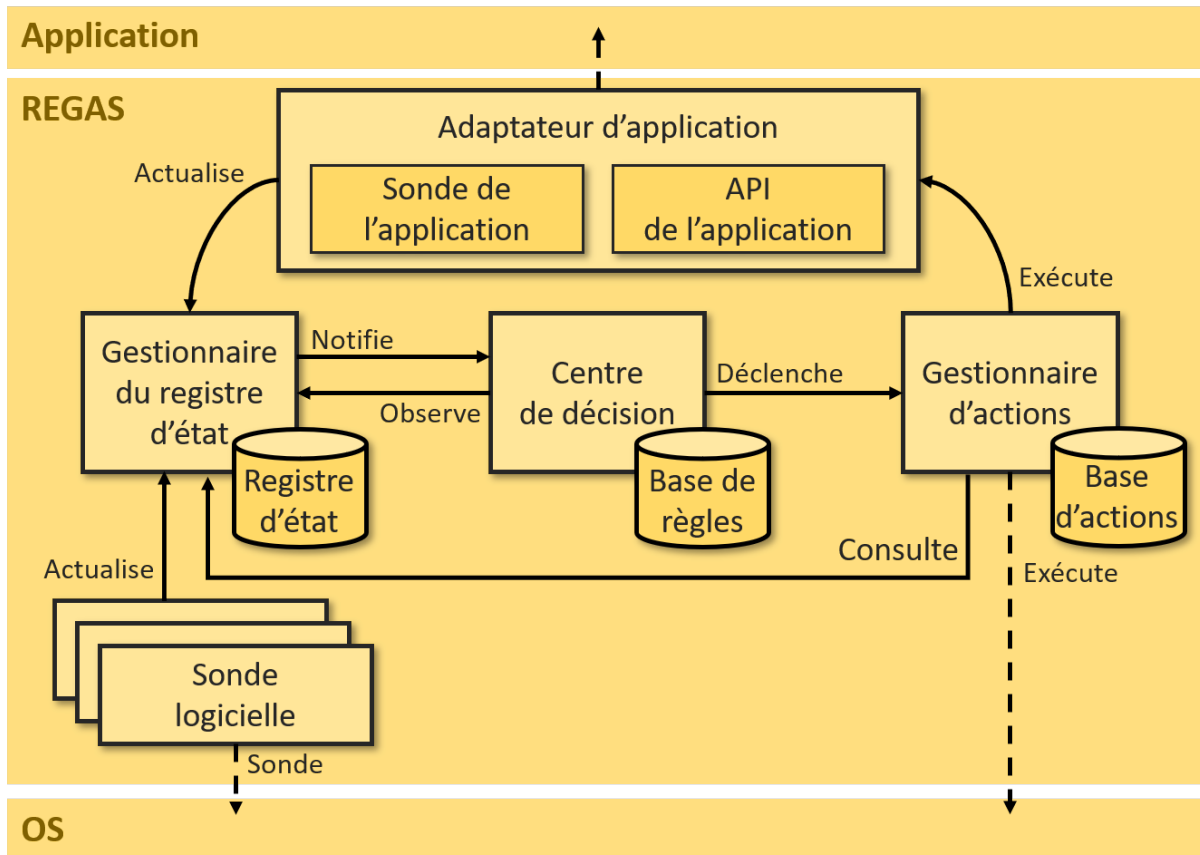 Application
REGAS
Adaptateur d’application
Actualise
Sonde de
l’application
API
de l’application
Exécute
Gestionnaire
du registre
d’état
Notifie
Observe
Centre
de décision
Déclenche
Gestionnaire
d’actions
Registre
d’état
Base de
règles
Base
d’actions
Consulte
Actualise
Exécute
Sonde
logicielle
Sonde
OS